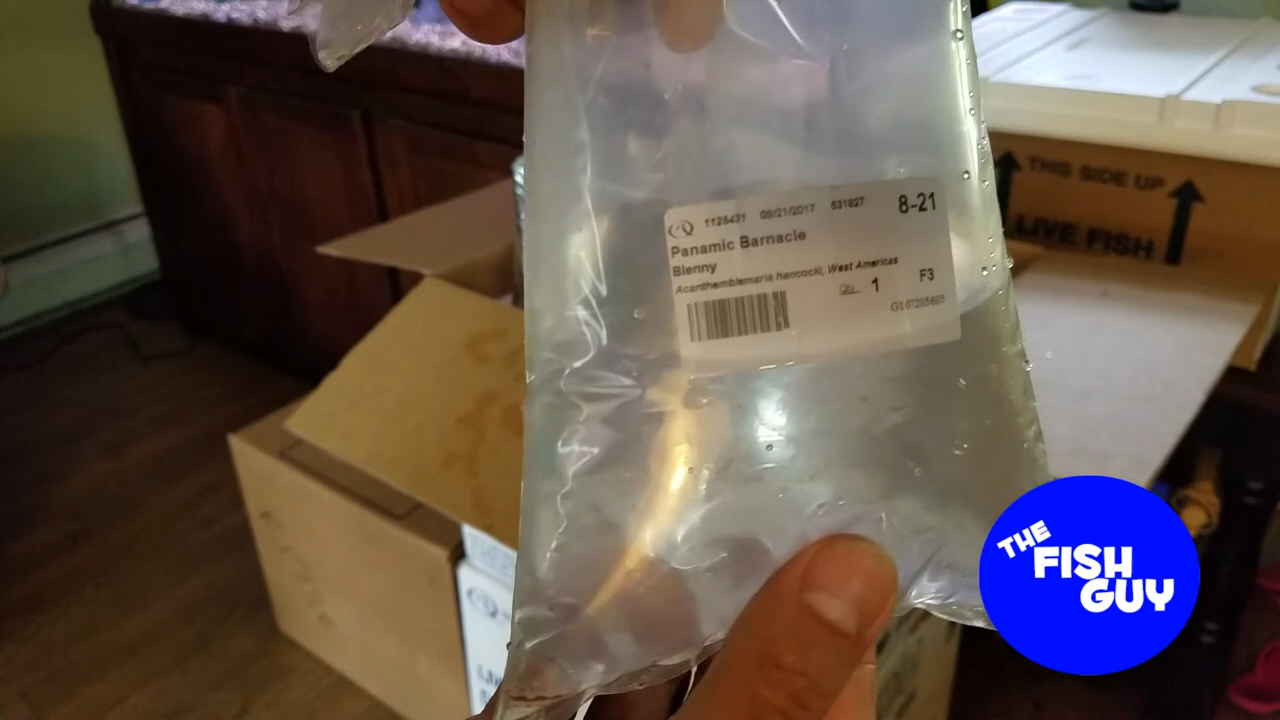 1125431 08/21/2017 631927 8-21
Panamic Barnacle
Blenny
Acanthemblemaria hancocki, West Americas
Qty. 1 F3
THIS SIDE UP
LIVE FISH
THE
FISH
GUY